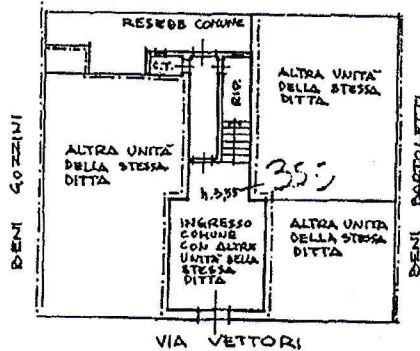 RESEDE COMUNE
C.T.
RIP.
ALTRA UNITA'
DELLA STESSA
DITTA
ALTRA UNITA'
DELLA STESSA
DITTA
BENI GOZZINI
BENI
h.3,55
355
INGRESSO
COMUNE
CON ALTRA
UNITA' DELLA
STESSA
DITTA
ALTRA UNITA
DELLA STESSA
DITTA
VIA VETTORI